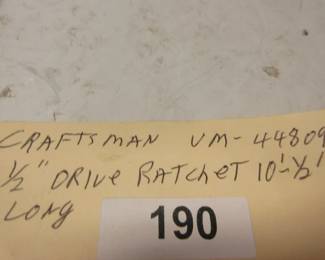 CRAFTSMAN VM-44809
1/2" DRIVE RATCHET 10'-1/2"
LONG
190